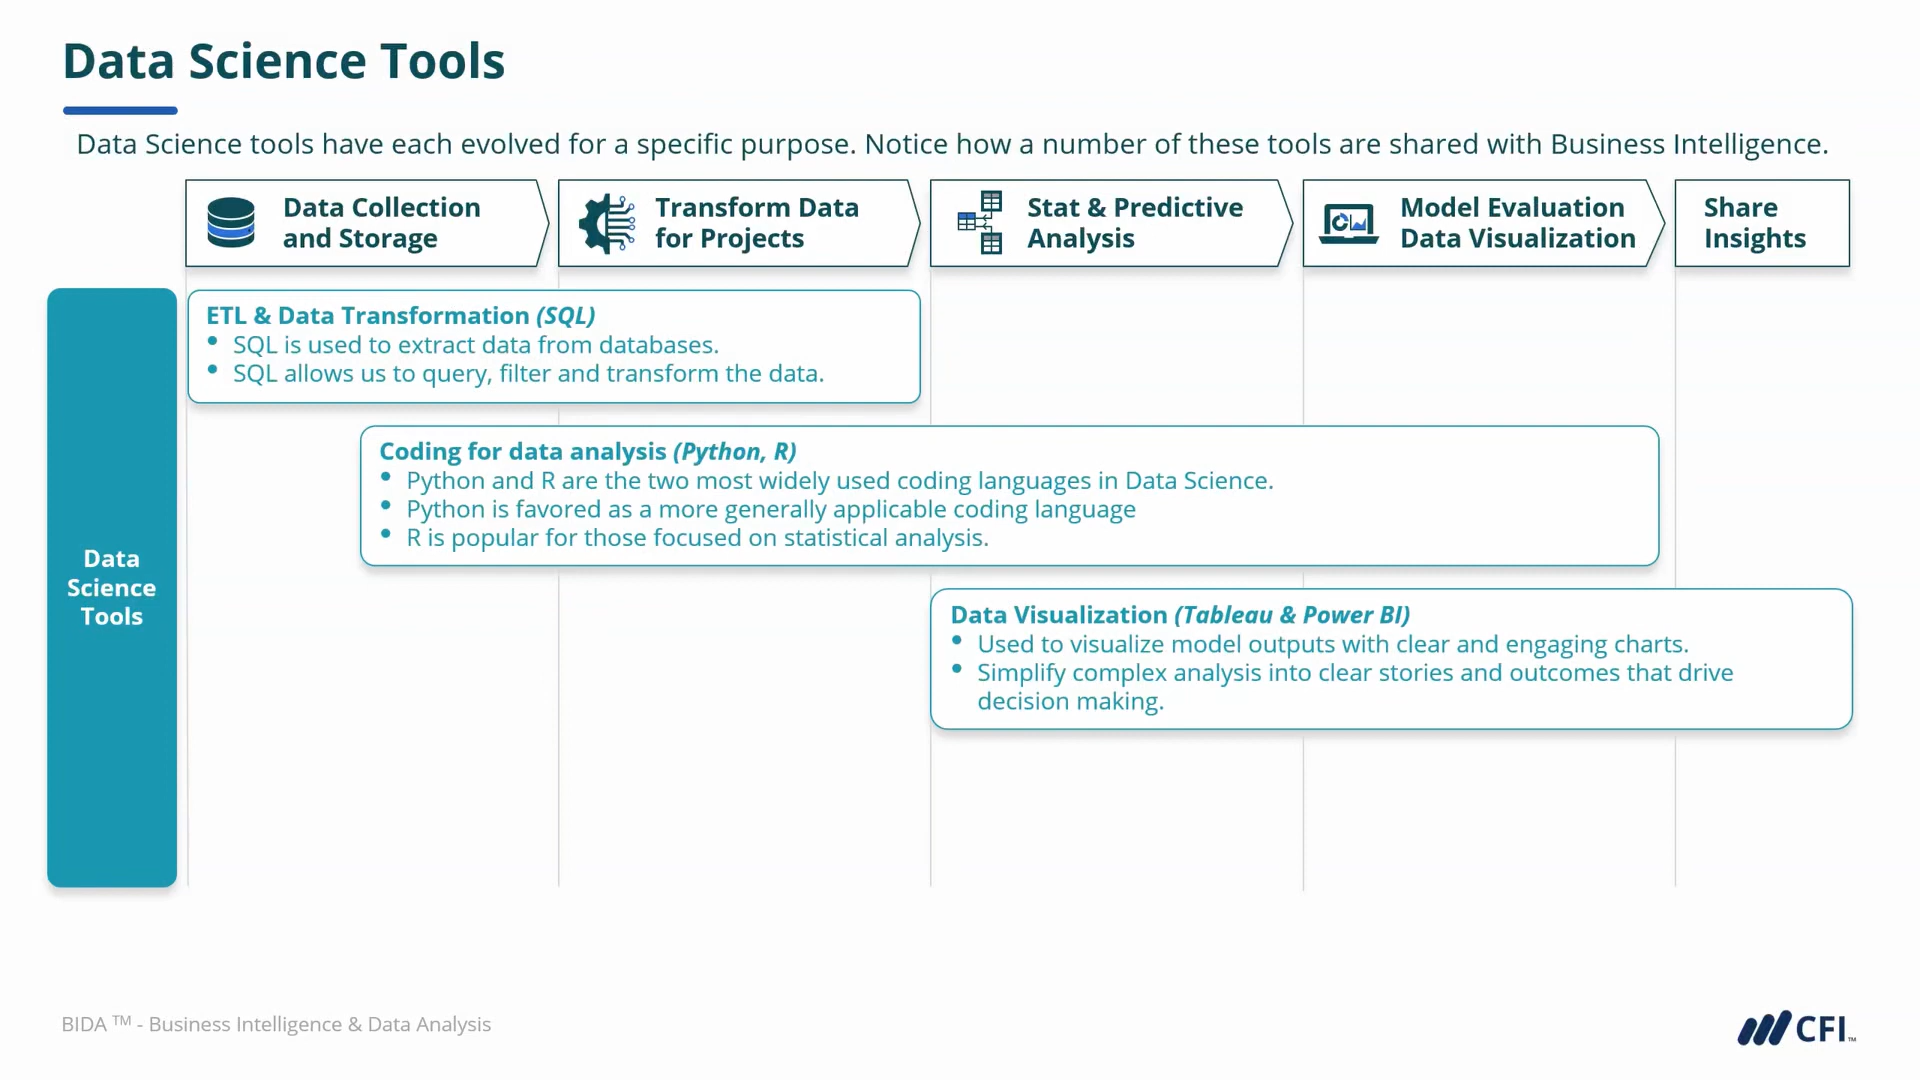 Data Science Tools
Data Science tools have each evolved for a specific purpose. Notice how a number of these tools are shared with Business Intelligence.
Data Collection
and Storage
Transform Data
for Projects
Stat & Predictive
Analysis
Model Evaluation
Data Visualization
Share
Insights
Data
Science
Tools
ETL & Data Transformation (SQL)
• SQL is used to extract data from databases.
• SQL allows us to query, filter and transform the data.
Coding for data analysis (Python, R)
• Python and R are the two most widely used coding languages in Data Science.
• Python is favored as a more generally applicable coding language
• R is popular for those focused on statistical analysis.
Data Visualization (Tableau & Power BI)
• Used to visualize model outputs with clear and engaging charts.
• Simplify complex analysis into clear stories and outcomes that drive
decision making.
BIDA TM - Business Intelligence & Data Analysis
CFI™